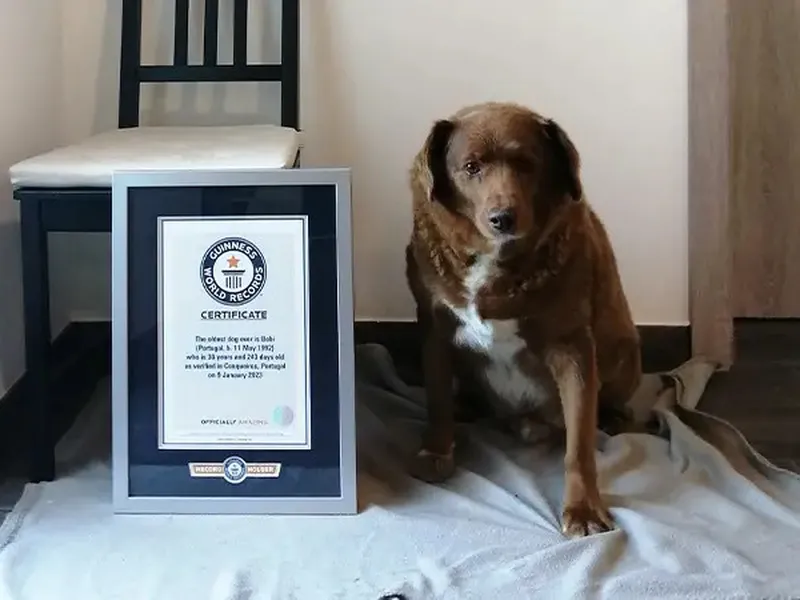 GUINNESS
WORLD RECORDS
CERTIFICATE
The oldest dog ever is Bobi
(Portugal, b. 11 May 1992)
who is 30 years and 243 days old
as verified in Conqueiros, Portugal
on 9 January 2023
OFFICIALLY AMAZING
RECORD HOLDER